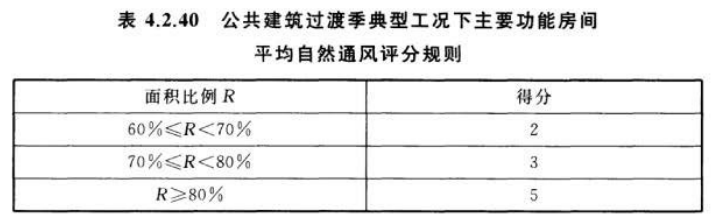 表 4.2.40 公共建筑过渡季典型工况下主要功能房间
平均自然通风评分规则
面积比例 R 得分
60%≤R<70% 2
70%≤R<80% 3
R≥80% 5